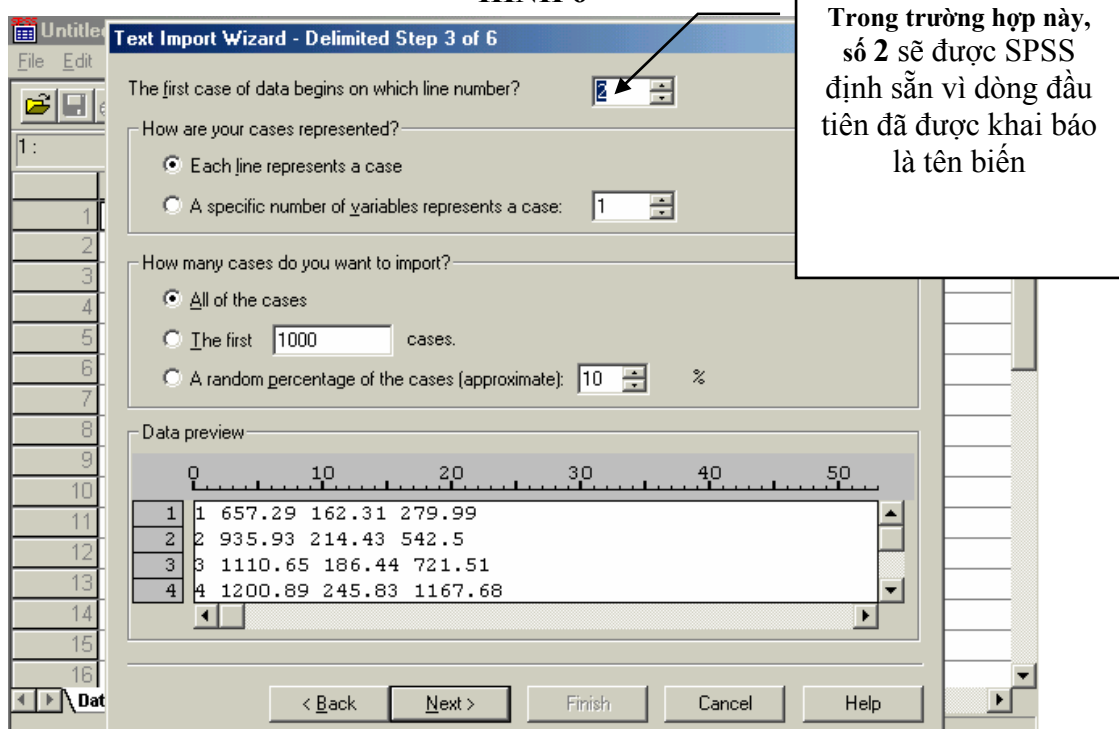 Untitle
Text Import Wizard - Delimited Step 3 of 6
File Edit
Trong trường hợp này,
số 2 sẽ được SPSS
định sẵn vì dòng đầu
tiên đã được khai báo
là tên biến
The first case of data begins on which line number? 2
How are your cases represented?
1 :
Each line represents a case
A specific number of variables represents a case: 1
How many cases do you want to import?
All of the cases
The first 1000 cases.
A random percentage of the cases (approximate): 10 %
1
2
3
4
5
6
7
8
9
10
11
12
13
14
15
16
Data preview
0 10 20 30 40 50
1 1 657.29 162.31 279.99
2 2 935.93 214.43 542.5
3 3 1110.65 186.44 721.51
4 4 1200.89 245.83 1167.68
Dat
< Back Next > Finish Cancel Help